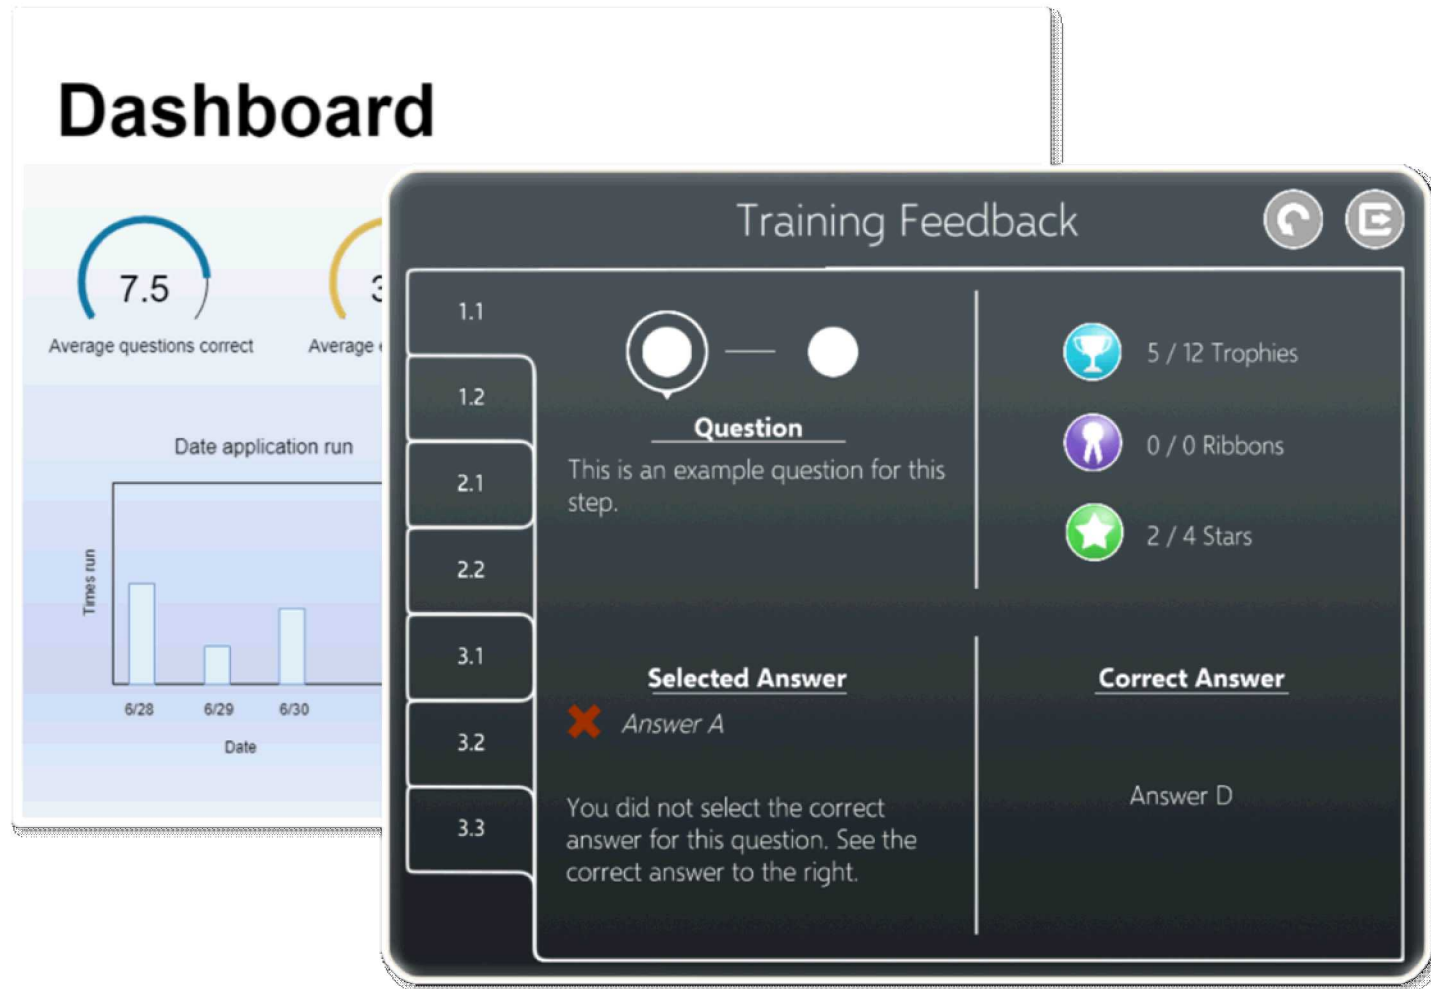 Dashboard
7.5
Average questions correct
Average
Date application run
Times run
6/28
6/29
6/30
Date
Training Feedback
1.1
1.2
2.1
2.2
3.1
3.2
3.3
Question
This is an example question for this
step.
5 / 12 Trophies
0 / 0 Ribbons
2 / 4 Stars
Selected Answer
Answer A
You did not select the correct
answer for this question. See the
correct answer to the right.
Correct Answer
Answer D